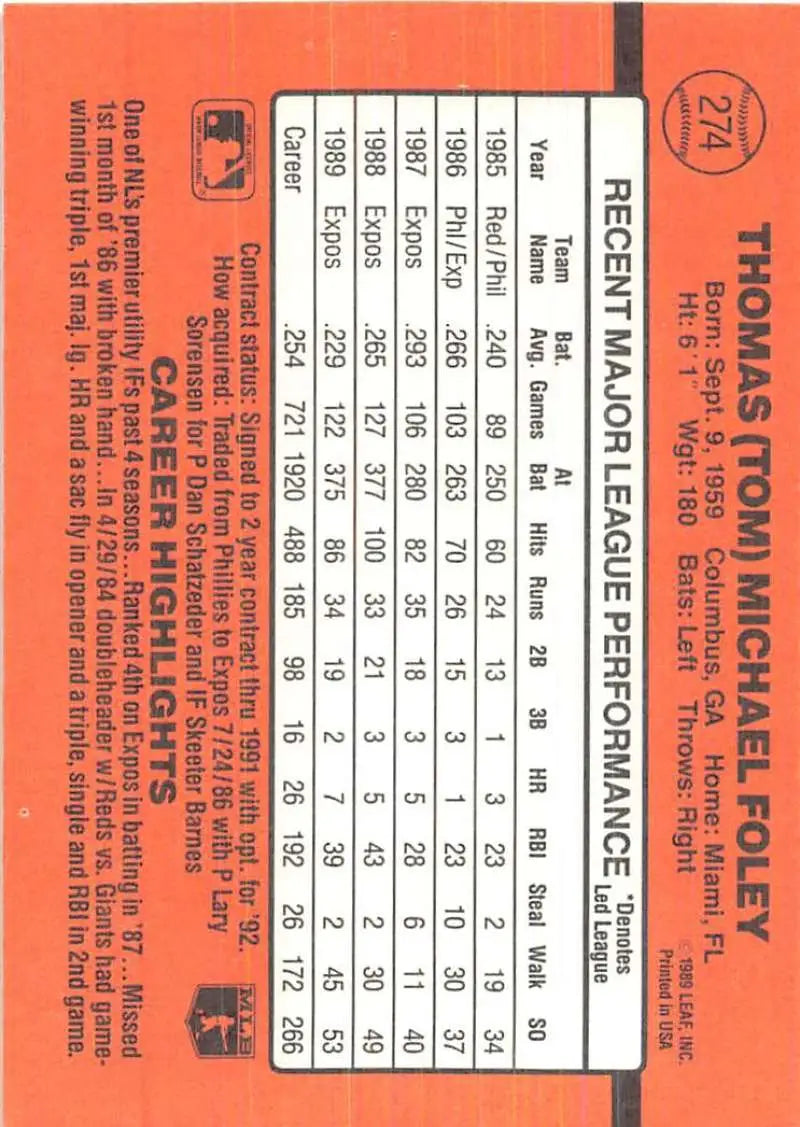 274
THOMAS (TOM) MICHAEL FOLEY
Born: Sept. 9, 1959 Columbus, GA Home: Miami, FL
Ht: 6' 1" Wgt: 180 Bats: Left Throws: Right
© 1989 LEAF, INC.
Printed in USA
RECENT MAJOR LEAGUE PERFORMANCE *Denotes
Led League
Team Bat. At
Year Name Avg. Games Bat Hits Runs 2B 3B HR RBI Steal Walk SO
1985 Red/Phil .240 89 250 60 24 13 1 3 23 2 19 34
1986 Phl/Exp .266 103 263 70 26 15 3 1 23 10 30 37
1987 Expos .293 106 280 82 35 18 3 5 28 6 11 40
1988 Expos .265 127 377 100 33 21 3 5 43 2 30 49
1989 Expos .229 122 375 86 34 19 2 7 39 2 45 53
Career .254 721 1920 488 185 98 16 26 192 26 172 266
Contract status: Signed to 2 year contract thru 1991 with opt. for '92.
How acquired: Traded from Phillies to Expos 7/24/86 with P Lary
Sorensen for P Dan Schatzeder and IF Skeeter Barnes
MLB
CAREER HIGHLIGHTS
One of NL's premier utility IFs past 4 seasons...Ranked 4th on Expos in batting in '87...Missed
1st month of '86 with broken hand...In 4/29/84 doubleheader w/Reds vs. Giants had game-
winning triple, 1st maj. lg. HR and a sac fly in opener and a triple, single and RBI in 2nd game.